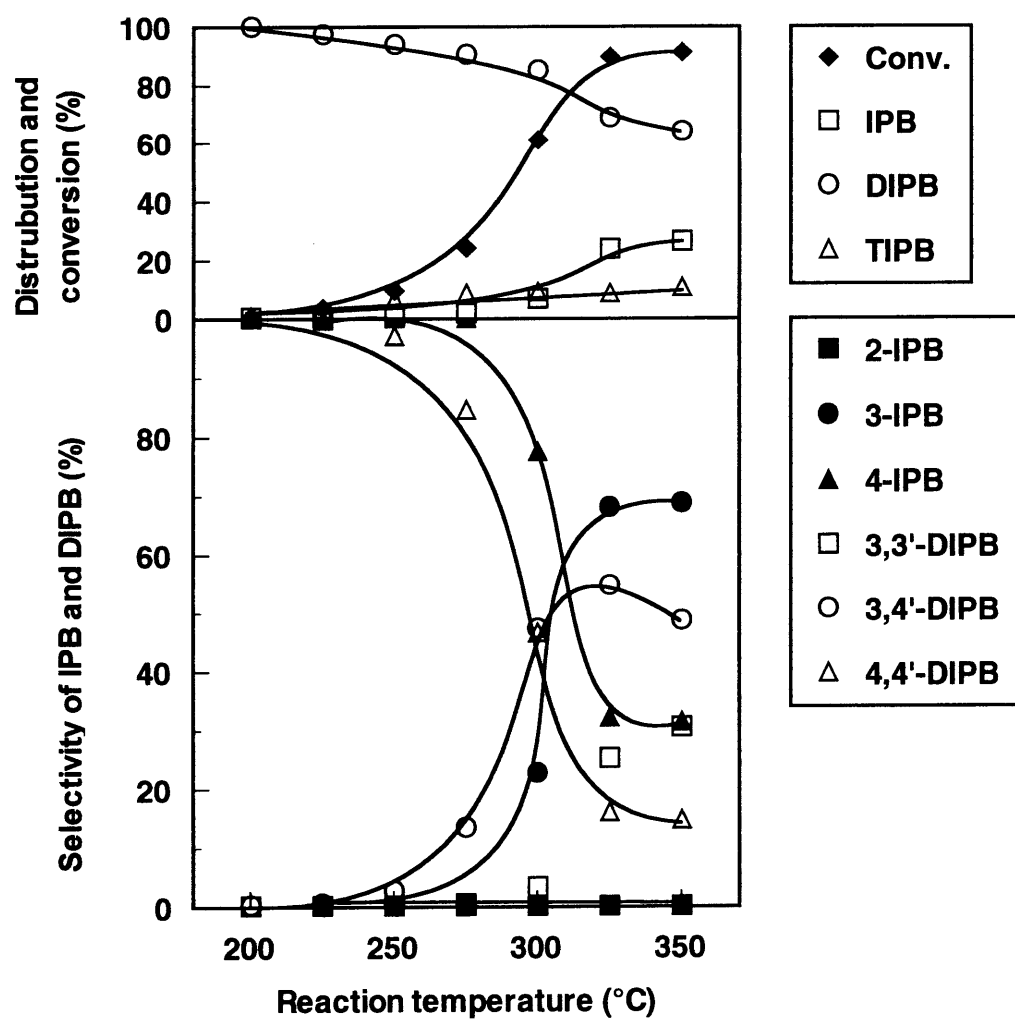 Distrubution and
conversion (%)
100
80
60
40
20
0
Conv.
IPB
DIPB
TIPB
Selectivity of IPB and DIPB (%)
80
60
40
20
0
2-IPB
3-IPB
4-IPB
3,3'-DIPB
3,4'-DIPB
4,4'-DIPB
200
250
300
350
Reaction temperature (°C)